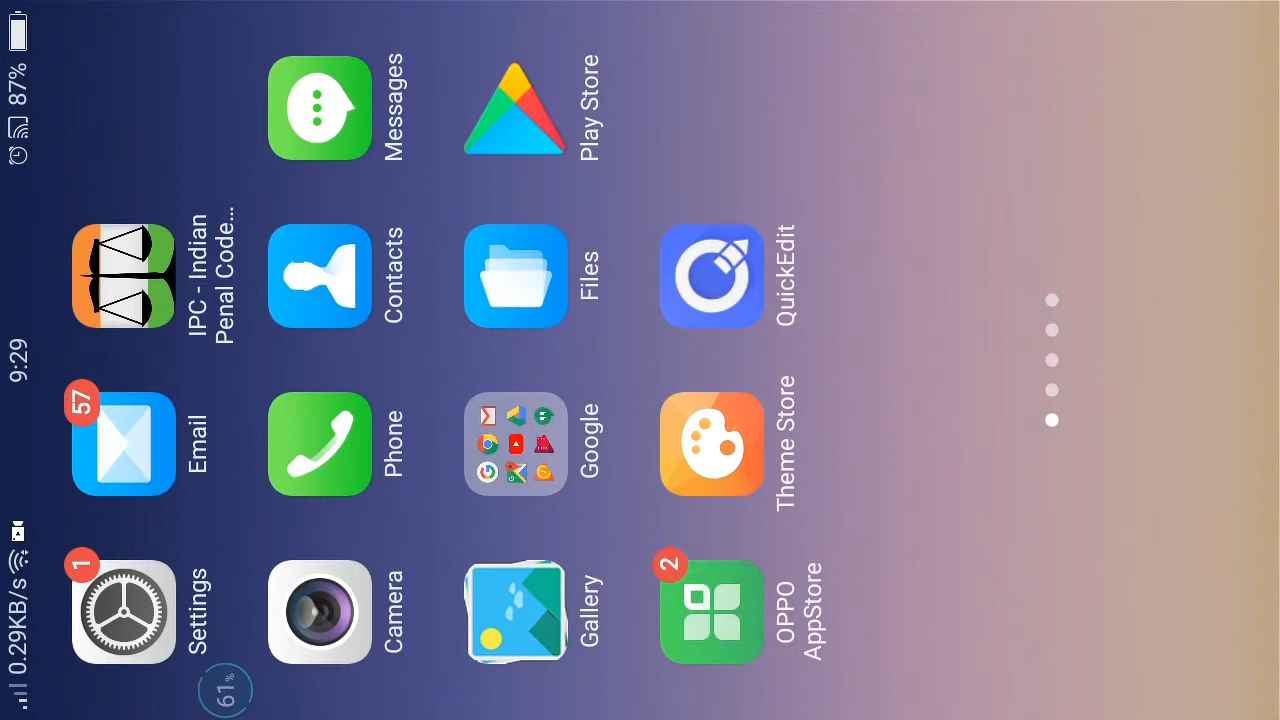 0.29KB/s 9:29 87%
1 57
Settings Email IPC - Indian
Penal Code...
61%
Camera Phone Contacts Messages
Gallery Google Files Play Store
2
OPPO Theme Store QuickEdit
AppStore